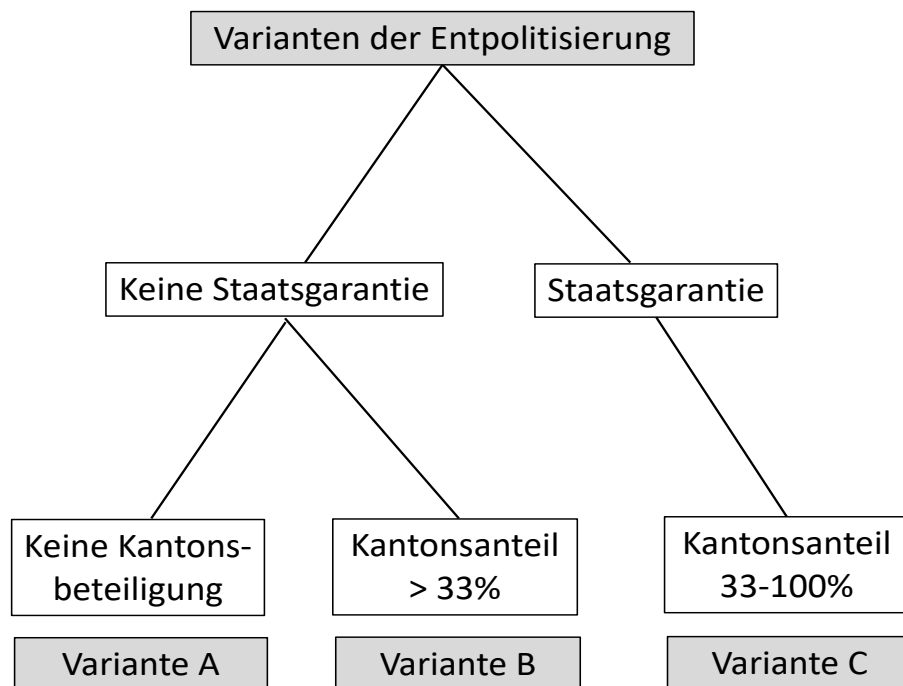 Varianten der Entpolitisierung
Keine Staatsgarantie
Staatsgarantie
Keine Kantons-
beteiligung
Kantonsanteil
> 33%
Kantonsanteil
33-100%
Variante A
Variante B
Variante C